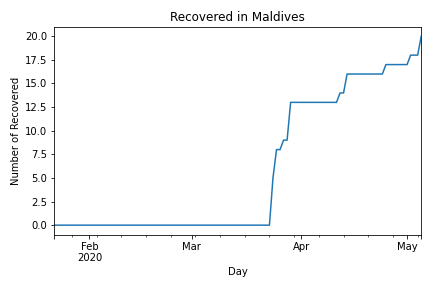 Recovered in Maldives
Number of Recovered
20.0
17.5
15.0
12.5
10.0
7.5
5.0
2.5
0.0
Feb
2020
Mar
Apr
May
Day